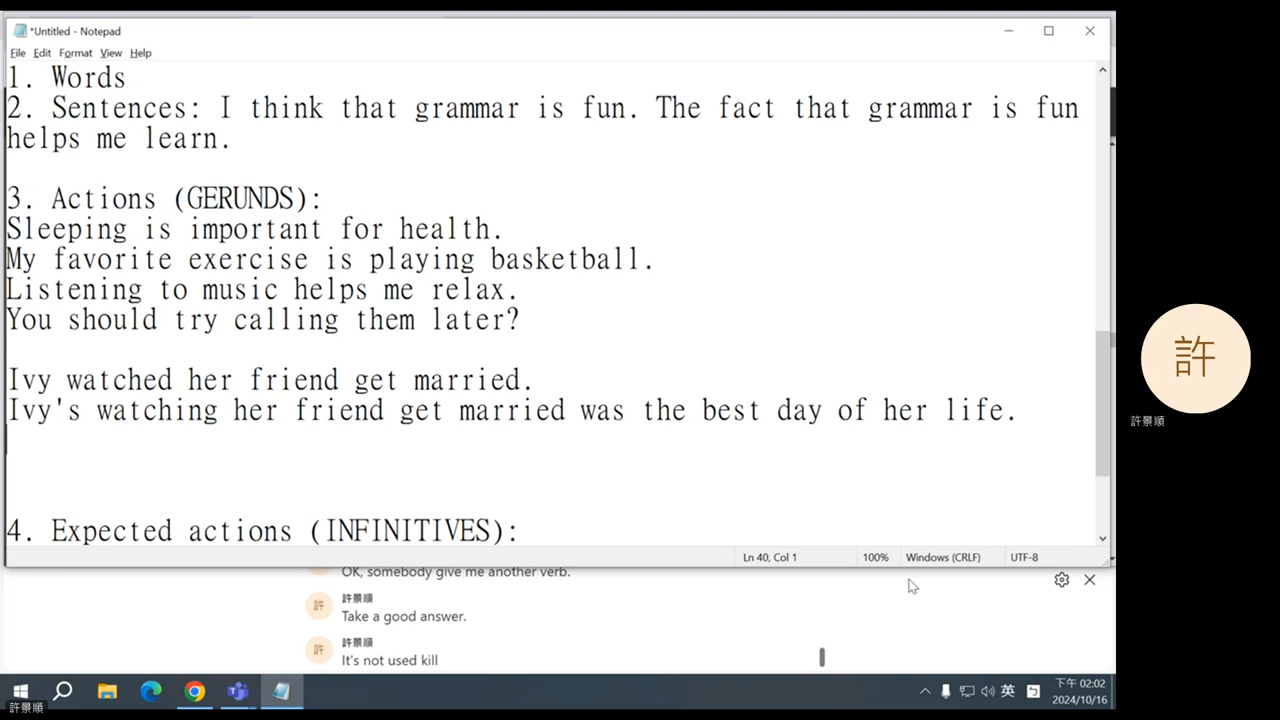 *Untitled - Notepad
File Edit Format View Help
1. Words
2. Sentences: I think that grammar is fun. The fact that grammar is fun
helps me learn.
3. Actions (GERUNDS):
Sleeping is important for health.
My favorite exercise is playing basketball.
Listening to music helps me relax.
You should try calling them later?
Ivy watched her friend get married.
Ivy's watching her friend get married was the best day of her life.
4. Expected actions (INFINITIVES):
Ln 40, Col 1 100% Windows (CRLF) UTF-8
OK, somebody give me another verb.
許 許景順
Take a good answer.
許 許景順
It's not used kill
許
許景順
英 下午 02:02
2024/10/16
許景順